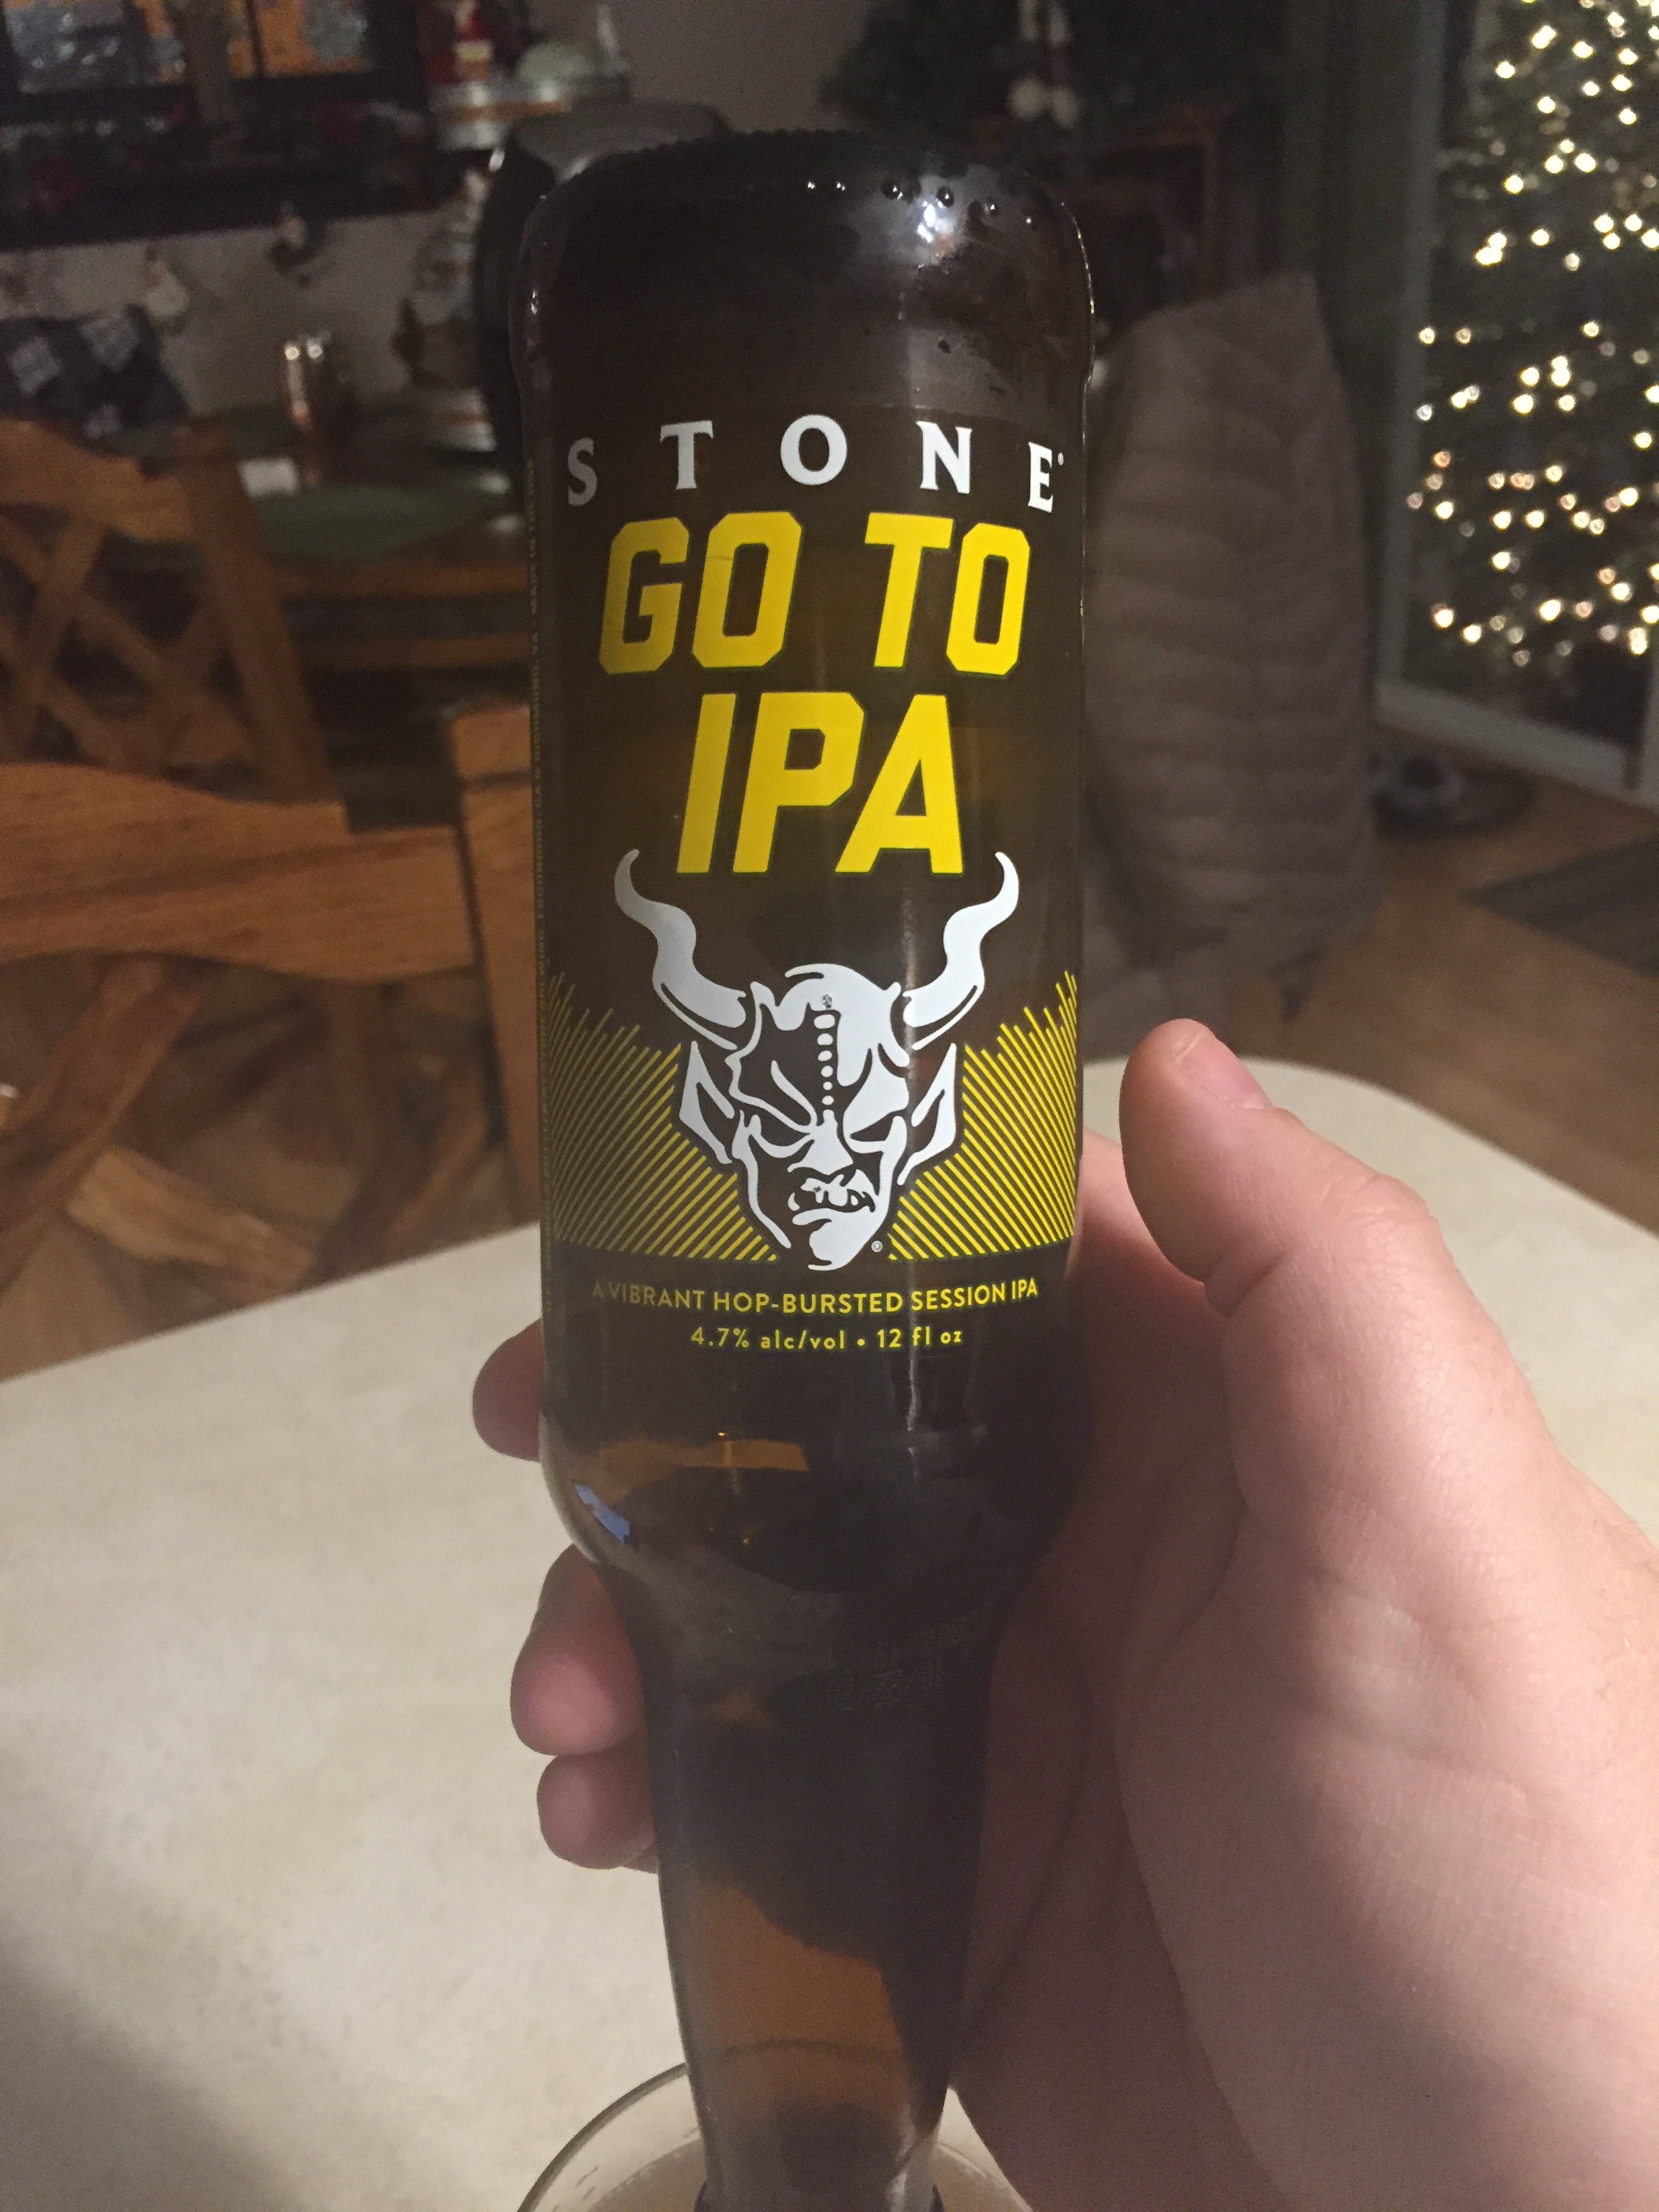 STONE
GO TO
IPA
A VIBRANT HOP-BURSTED SESSION IPA
4.7% alc/vol • 12 fl oz